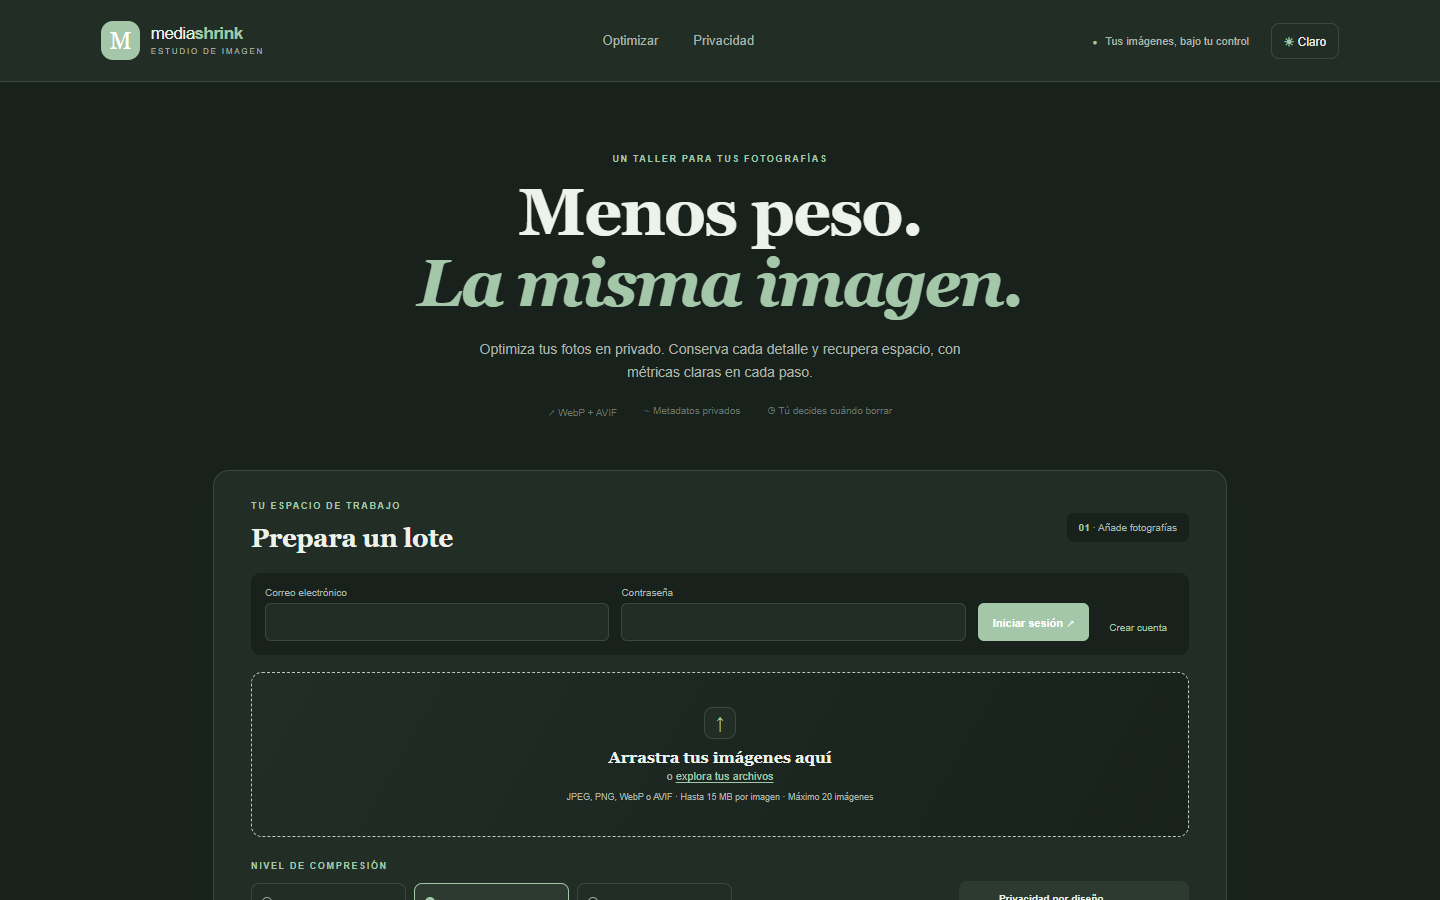 M
mediashrink
ESTUDIO DE IMAGEN
Optimizar
Privacidad
Tus imágenes, bajo tu control
Claro
UN TALLER PARA TUS FOTOGRAFÍAS
Menos peso.
La misma imagen.
Optimiza tus fotos en privado. Conserva cada detalle y recupera espacio, con
métricas claras en cada paso.
WebP + AVIF
Metadatos privados
Tú decides cuándo borrar
TU ESPACIO DE TRABAJO
Prepara un lote
01 · Añade fotografías
Correo electrónico
Contraseña
Iniciar sesión ↗
Crear cuenta
↑
Arrastra tus imágenes aquí
o explora tus archivos
JPEG, PNG, WebP o AVIF · Hasta 15 MB por imagen · Máximo 20 imágenes
NIVEL DE COMPRESIÓN
Privacidad por diseño